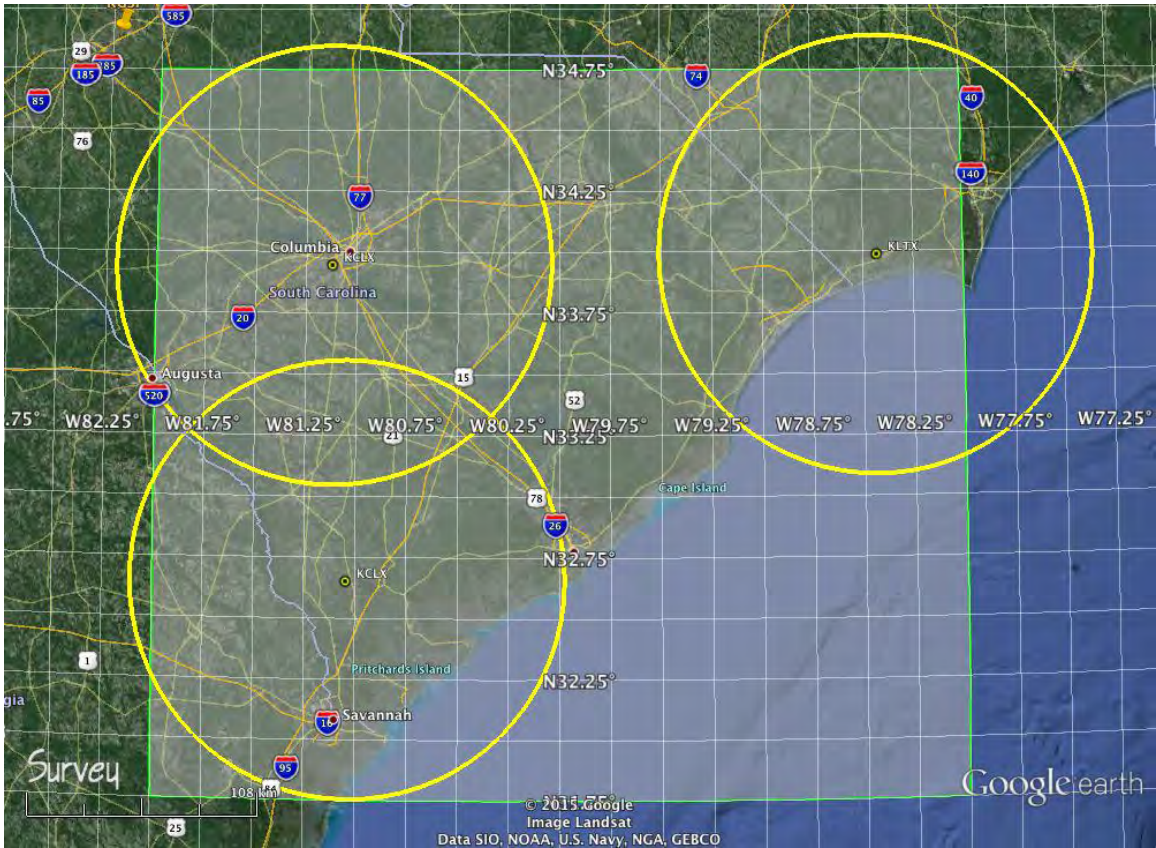 585
29
285
185
85
N34.75°
74
40
76
140
77
N34.25°
Columbia
KCLX
KLTX
South Carolina
20
N33.75°
Augusta
15
520
52
.75° W82.25° W81.75° W81.25° W80.75° W80.25° W79.75° W79.25° W78.75° W78.25° W77.75° W77.25°
21
N33.25°
Cape Island
78
26
N32.75°
KCLX
1
Pritchards Island
N32.25°
gia
Savannah
16
95
Survey
Google earth
108 km
© 2015 Google
25
Image Landsat
Data SIO, NOAA, U.S. Navy, NGA, GEBCO